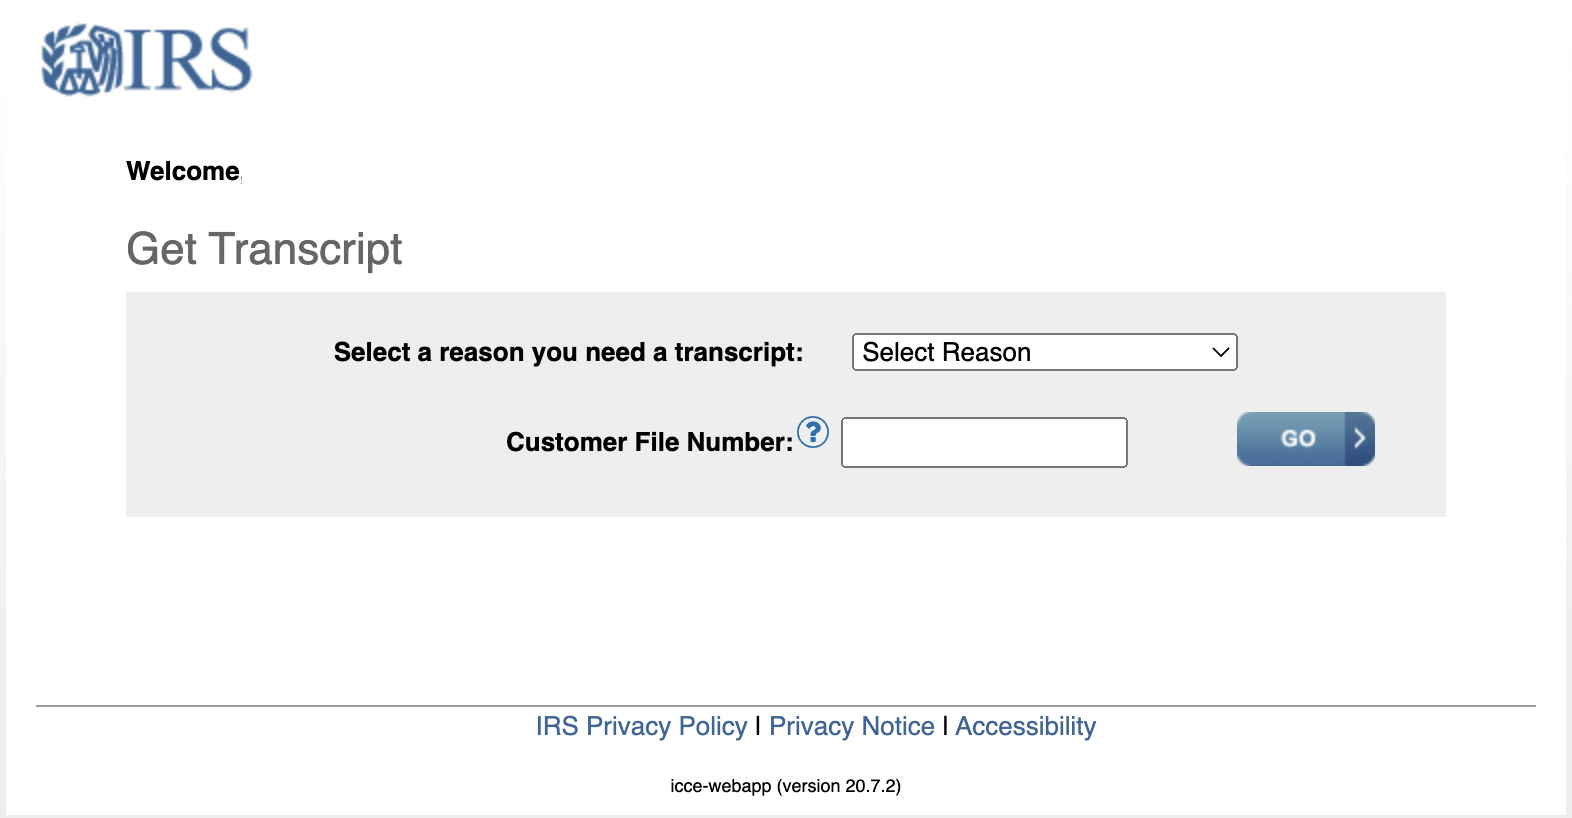 IRS
Welcome,
Get Transcript
Select a reason you need a transcript: Select Reason
Customer File Number: ? GO >
IRS Privacy Policy | Privacy Notice | Accessibility
icce-webapp (version 20.7.2)